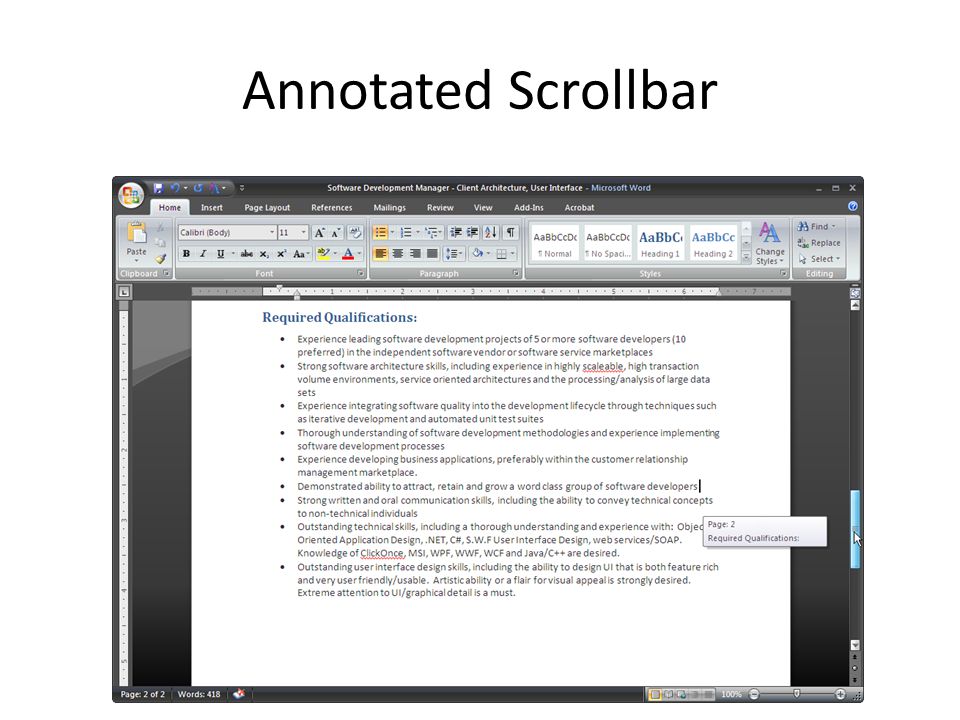 Annotated Scrollbar
Software Development Manager - Client Architecture, User Interface - Microsoft Word
Home Insert Page Layout References Mailings Review View Add-Ins Acrobat
Paste
Clipboard
Calibri (Body) 11
B I U abc x₂ x² Aa
Font
Paragraph
AaBbCcDc AaBbCcDc AaBbCc AaBbCc
¶ Normal ¶ No Spaci... Heading 1 Heading 2
Change
Styles
Styles
Find
Replace
Select
Editing
1 2 3 4 5 6 7
Required Qualifications:
• Experience leading software development projects of 5 or more software developers (10
preferred) in the independent software vendor or software service marketplaces
• Strong software architecture skills, including experience in highly scaleable, high transaction
volume environments, service oriented architectures and the processing/analysis of large data
sets
• Experience integrating software quality into the development lifecycle through techniques such
as iterative development and automated unit test suites
• Thorough understanding of software development methodologies and experience implementing
software development processes
• Experience developing business applications, preferably within the customer relationship
management marketplace.
• Demonstrated ability to attract, retain and grow a word class group of software developers
• Strong written and oral communication skills, including the ability to convey technical concepts
to non-technical individuals
• Outstanding technical skills, including a thorough understanding and experience with: Objec
Oriented Application Design, .NET, C#, S.W.F User Interface Design, web services/SOAP.
Knowledge of ClickOnce, MSI, WPF, WWF, WCF and Java/C++ are desired.
• Outstanding user interface design skills, including the ability to design UI that is both feature rich
and very user friendly/usable. Artistic ability or a flair for visual appeal is strongly desired.
Extreme attention to UI/graphical detail is a must.
Page: 2
Required Qualifications:
Page: 2 of 2 Words: 418 100%